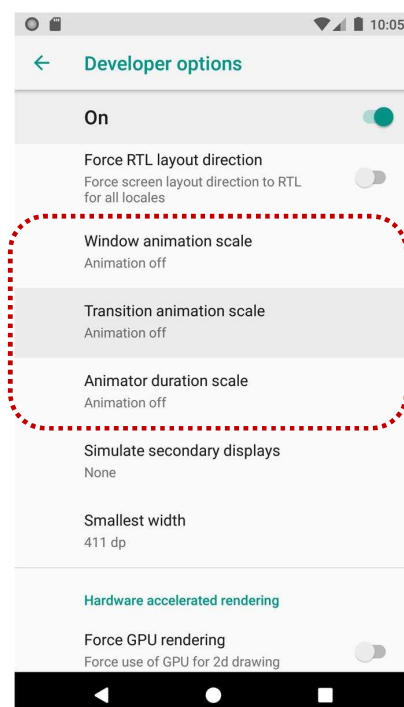 10:05
Developer options
On
Force RTL layout direction
Force screen layout direction to RTL
for all locales
Window animation scale
Animation off
Transition animation scale
Animation off
Animator duration scale
Animation off
Simulate secondary displays
None
Smallest width
411 dp
Hardware accelerated rendering
Force GPU rendering
Force use of GPU for 2d drawing